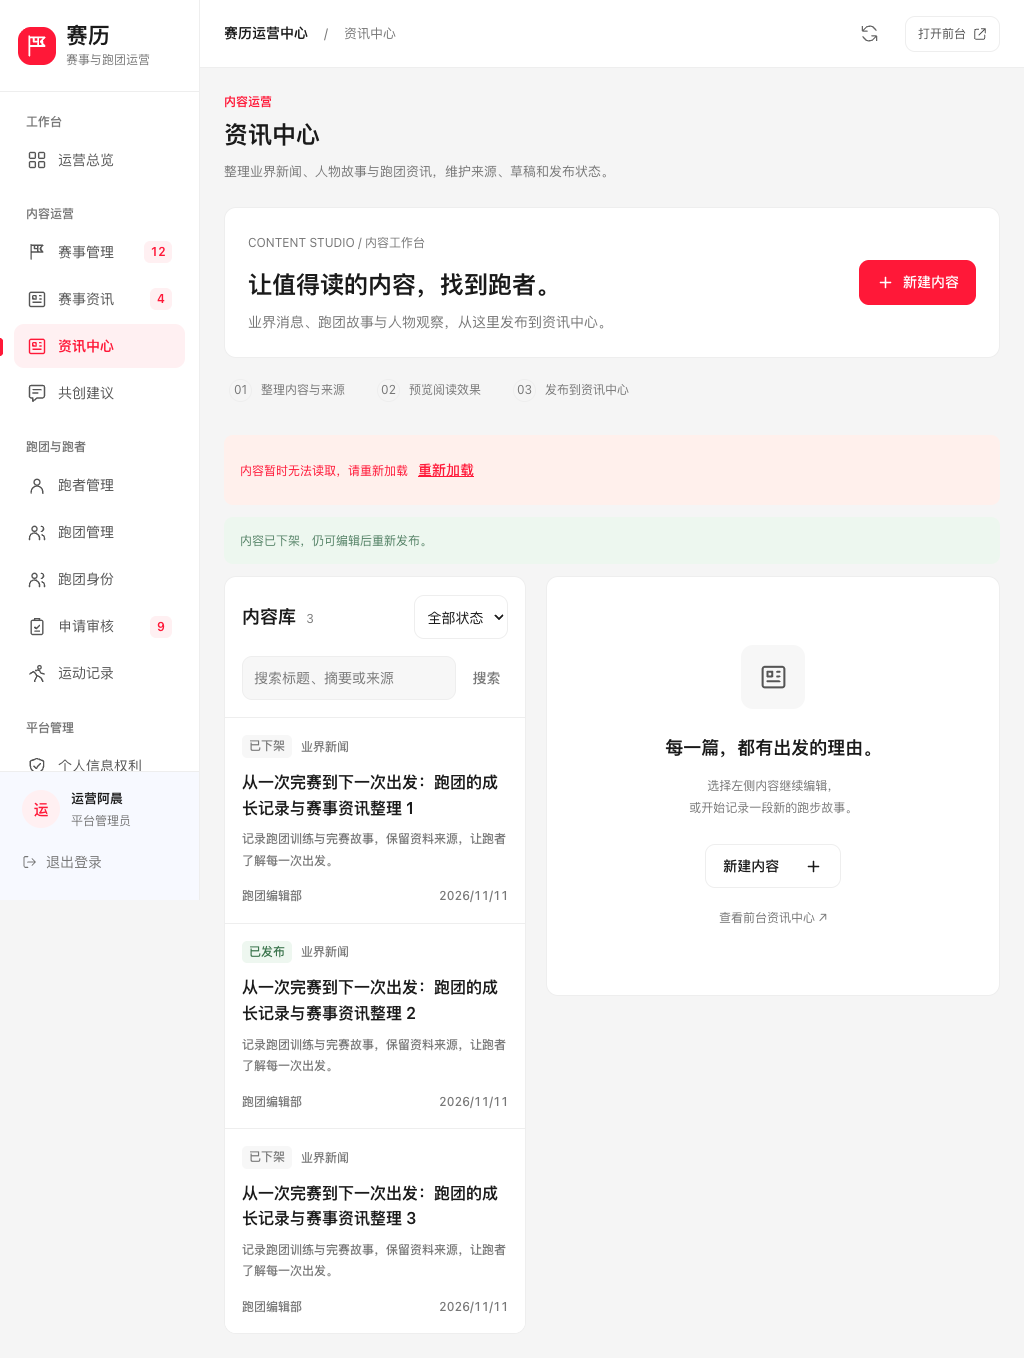 赛历
赛事与跑团运营
工作台
运营总览
内容运营
赛事管理 12
赛事资讯 4
资讯中心
共创建议
跑团与跑者
跑者管理
跑团管理
跑团身份
申请审核 9
运动记录
平台管理
个人信息权利
运 运营阿晨
平台管理员
退出登录
赛历运营中心 / 资讯中心
打开前台
内容运营
资讯中心
整理业界新闻、人物故事与跑团资讯，维护来源、草稿和发布状态。
CONTENT STUDIO / 内容工作台
让值得读的内容，找到跑者。
业界消息、跑团故事与人物观察，从这里发布到资讯中心。
新建内容
01 整理内容与来源 02 预览阅读效果 03 发布到资讯中心
内容暂时无法读取，请重新加载 重新加载
内容已下架，仍可编辑后重新发布。
内容库 3 全部状态
搜索标题、摘要或来源 搜索
已下架 业界新闻
从一次完赛到下一次出发：跑团的成
长记录与赛事资讯整理 1
记录跑团训练与完赛故事，保留资料来源，让跑者
了解每一次出发。
跑团编辑部 2026/11/11
已发布 业界新闻
从一次完赛到下一次出发：跑团的成
长记录与赛事资讯整理 2
记录跑团训练与完赛故事，保留资料来源，让跑者
了解每一次出发。
跑团编辑部 2026/11/11
已下架 业界新闻
从一次完赛到下一次出发：跑团的成
长记录与赛事资讯整理 3
记录跑团训练与完赛故事，保留资料来源，让跑者
了解每一次出发。
跑团编辑部 2026/11/11
每一篇，都有出发的理由。
选择左侧内容继续编辑，
或开始记录一段新的跑步故事。
新建内容
查看前台资讯中心 ↗